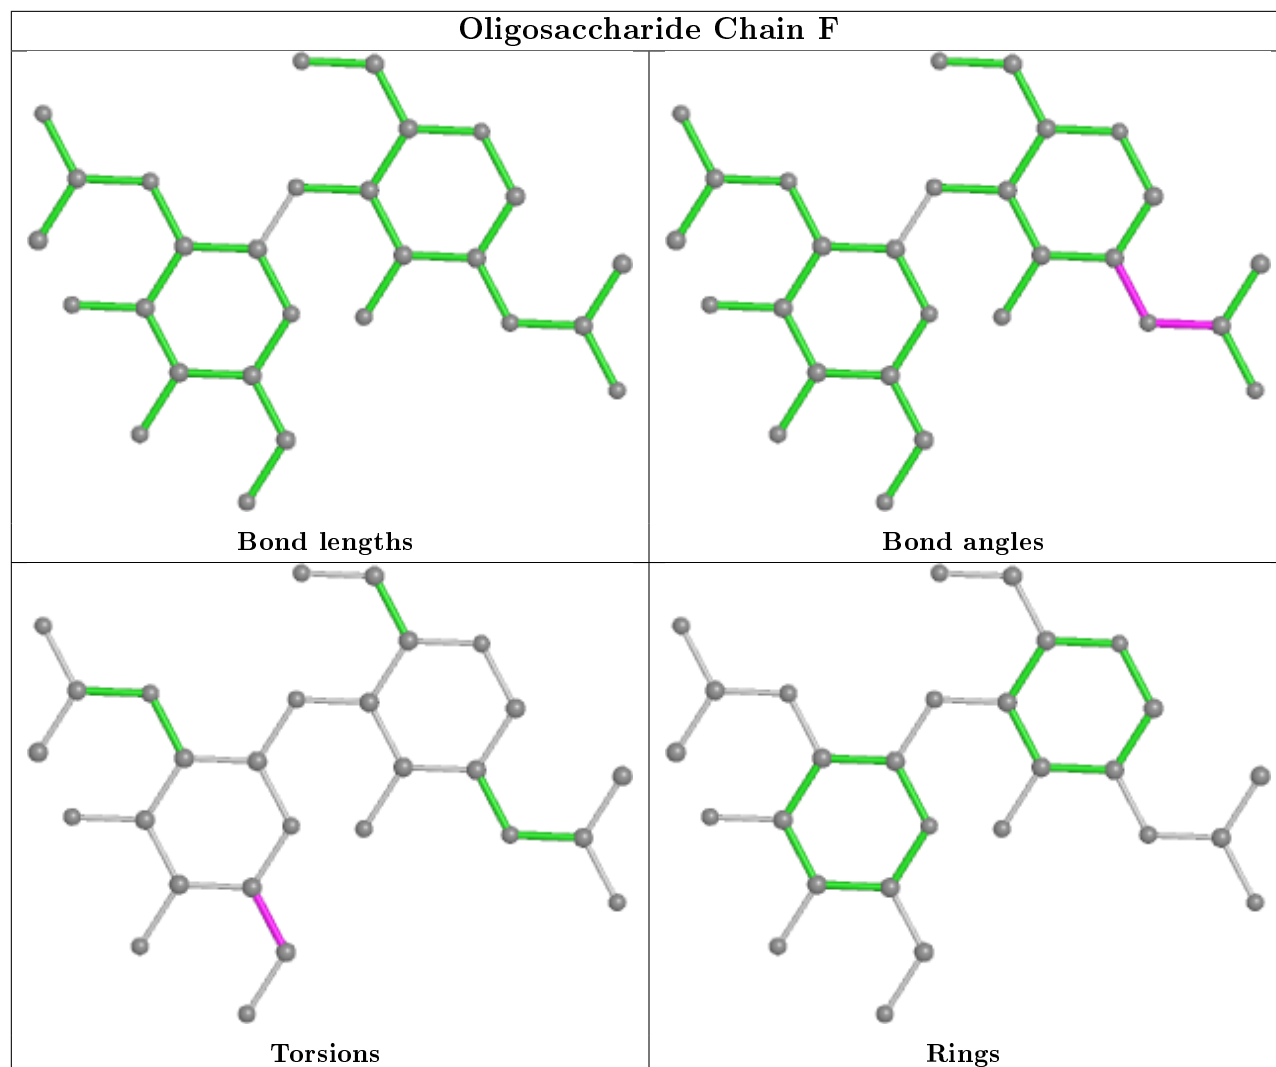 Oligosaccharide Chain F
Bond lengths
Bond angles
Torsions
Rings